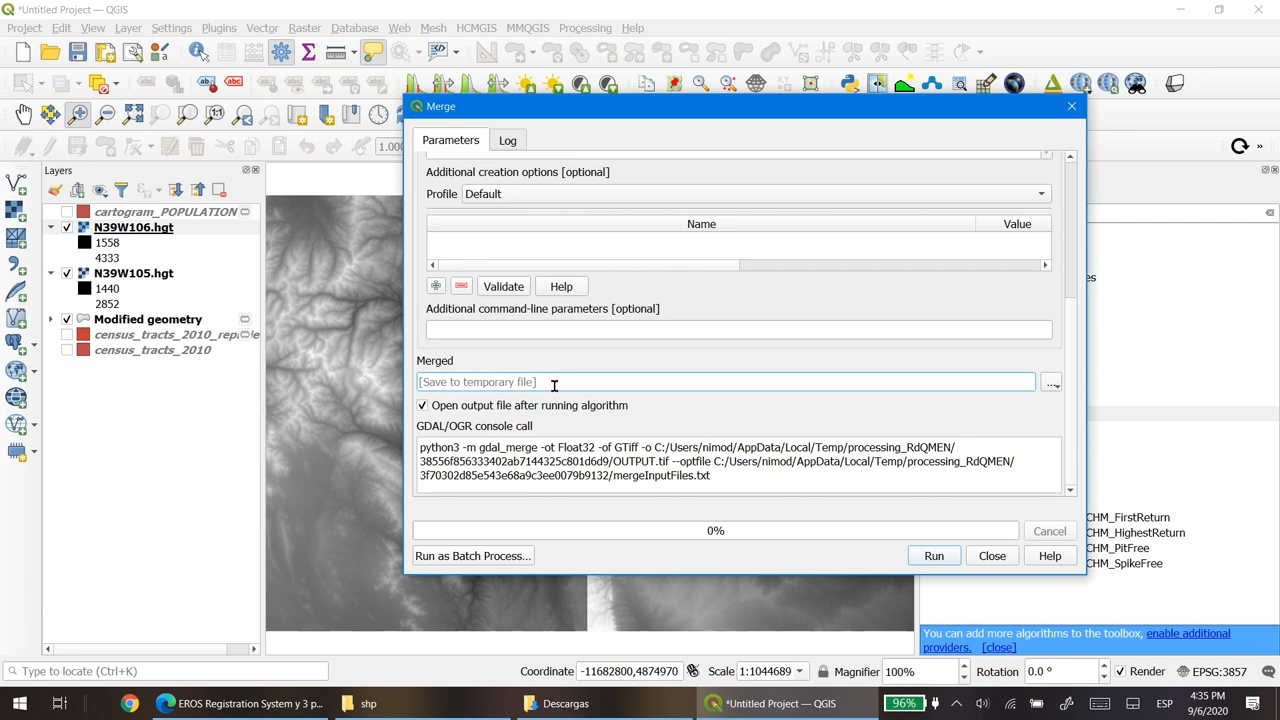 *Untitled Project — QGIS
Project Edit View Layer Settings Plugins Vector Raster Database Web Mesh HCMGIS MMQGIS Processing Help
Merge
1.000
Parameters Log
Layers
cartogram_POPULATION
N39W106.hgt
1558
4333
N39W105.hgt
1440
2852
Modified geometry
census_tracts_2010
Additional creation options [optional]
Profile Default
Name Value
Validate Help
Additional command-line parameters [optional]
Merged
[Save to temporary file]
...
Open output file after running algorithm
GDAL/OGR console call
python3 -m gdal_merge -ot Float32 -of GTiff -o C:/Users/nimod/AppData/Local/Temp/processing_RdQMEN/
38556f856333402ab7144325c801d6d9/OUTPUT.tif --optfile C:/Users/nimod/AppData/Local/Temp/processing_RdQMEN/
3f70302d85e543e68a9c3ee0079b9132/mergeInputFiles.txt
0% Cancel
Run as Batch Process... Run Close Help
CHM_FirstReturn
CHM_HighestReturn
CHM_PitFree
CHM_SpikeFree
You can add more algorithms to the toolbox, enable additional
providers. [close]
Type to locate (Ctrl+K) Coordinate -11682800,4874970 Scale 1:1044689 Magnifier 100% Rotation 0.0 ° Render EPSG:3857
EROS Registration System y 3 p... shp Descargas *Untitled Project — QGIS 96% ESP 4:35 PM
9/6/2020